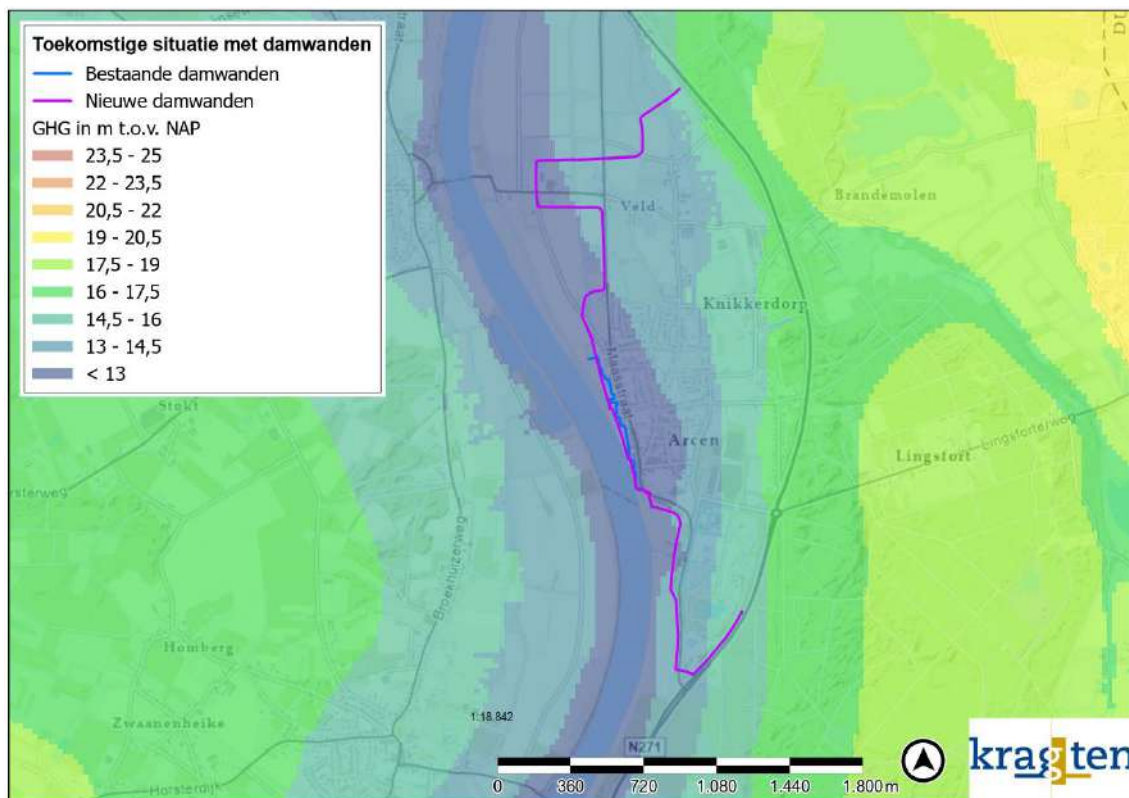 Toekomstige situatie met damwanden
Bestaande damwanden
Nieuwe damwanden
GHG in m t.o.v. NAP
23,5 - 25
22 - 23,5
20,5 - 22
19 - 20,5
17,5 - 19
16 - 17,5
14,5 - 16
13 - 14,5
< 13
Brandemolen
Veld
Knikkerdorp
Maasstraat
Stokt
Arcen
Lingsforterweg
Lingsfort
Broekhuizerweg
Homberg
Zwaanenheike
1:18.842
N271
Horsterdijk
0 360 720 1.080 1.440 1.800 m
kragten